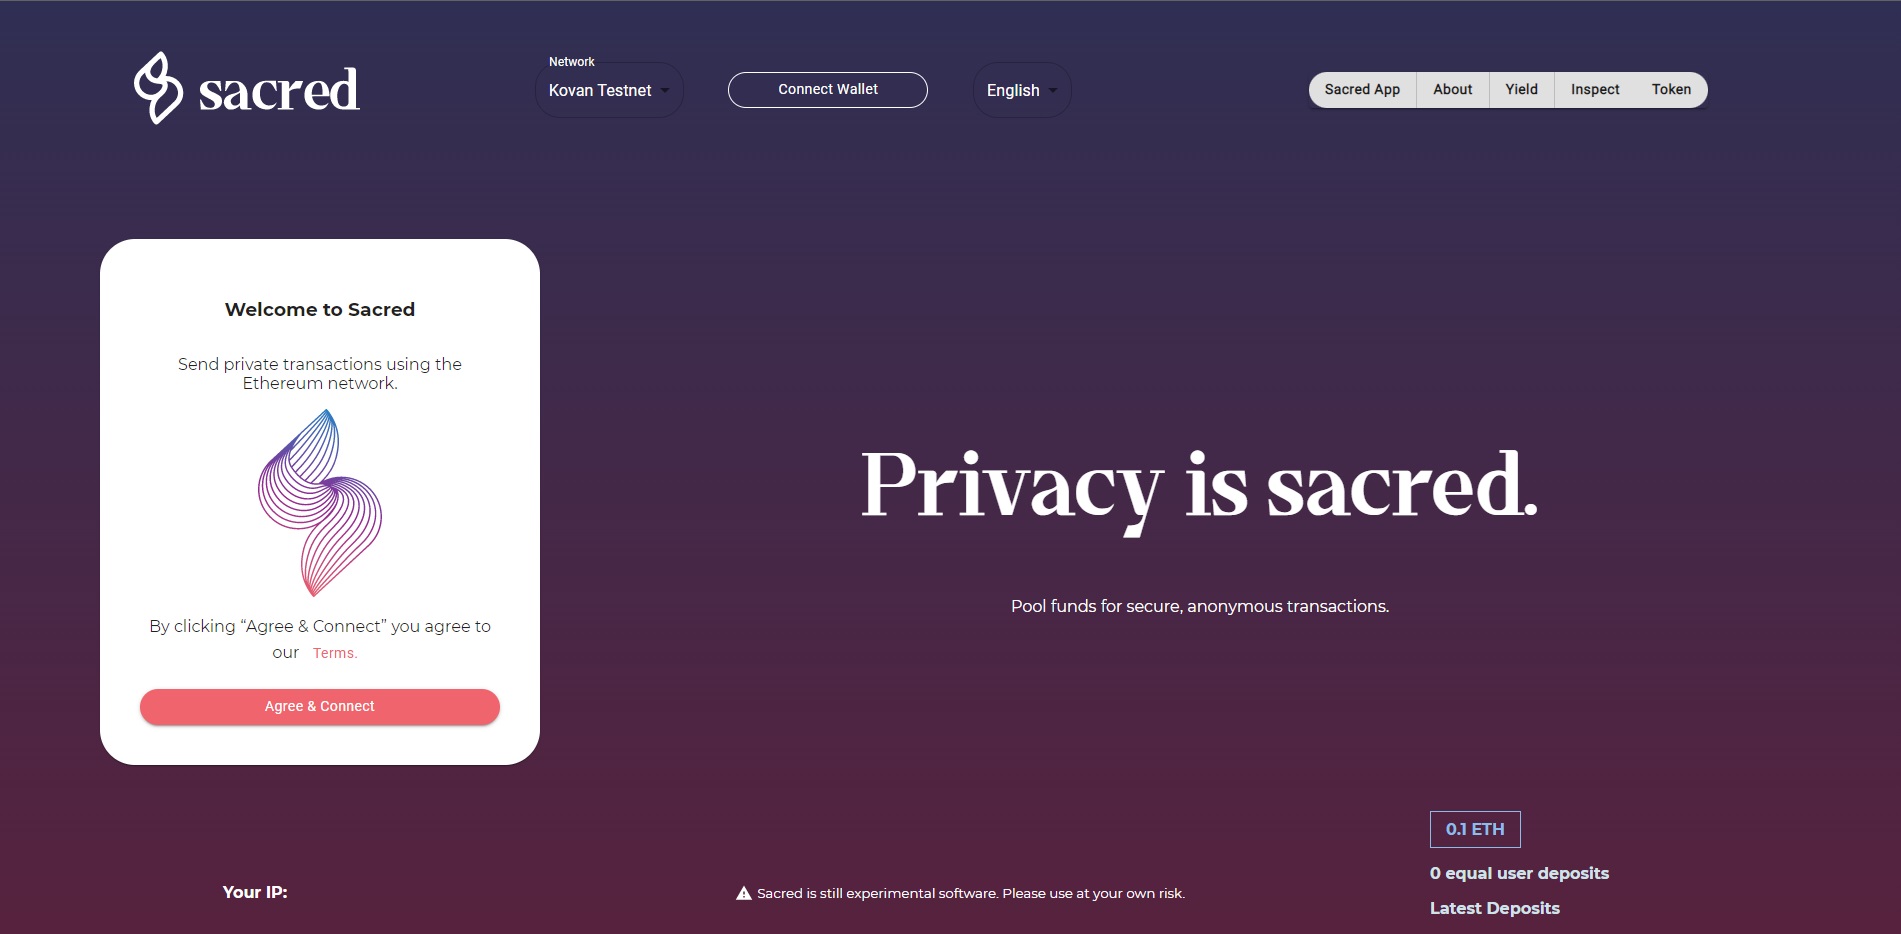 sacred
Network
Kovan Testnet
Connect Wallet
English
Sacred App
About
Yield
Inspect
Token
Welcome to Sacred
Send private transactions using the
Ethereum network.
By clicking “Agree & Connect” you agree to
our Terms.
Agree & Connect
Privacy is sacred.
Pool funds for secure, anonymous transactions.
Your IP:
Sacred is still experimental software. Please use at your own risk.
0.1 ETH
0 equal user deposits
Latest Deposits